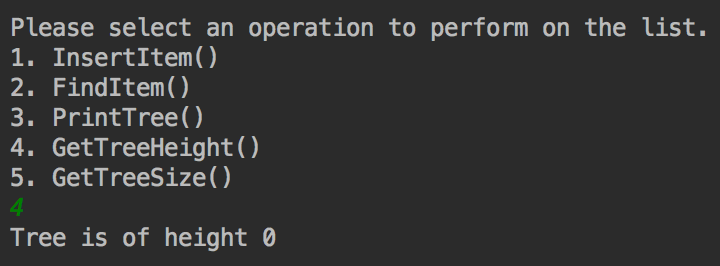 Please select an operation to perform on the list.
1. InsertItem()
2. FindItem()
3. PrintTree()
4. GetTreeHeight()
5. GetTreeSize()
4
Tree is of height 0